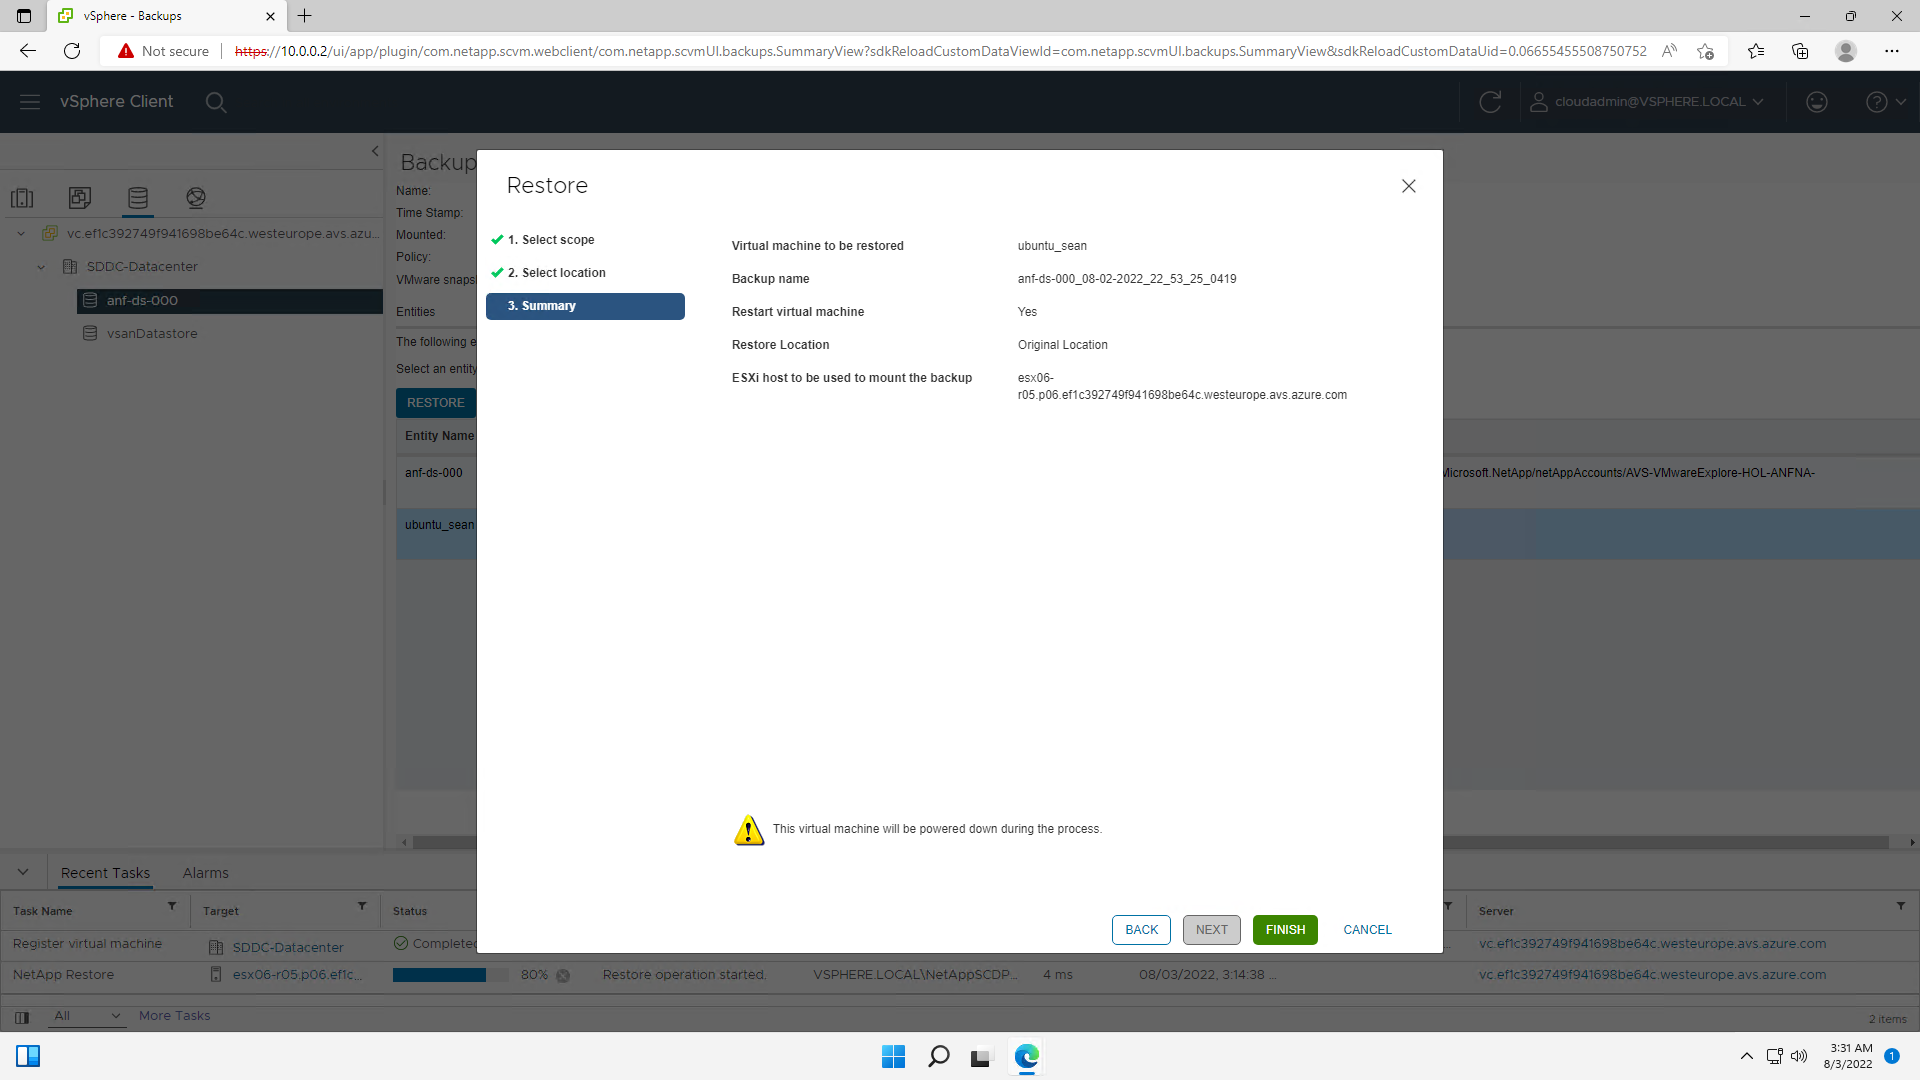 vSphere - Backups
Not secure
https://10.0.0.2/ui/app/plugin/com.netapp.scvm.webclient/com.netapp.scvmUI.backups.SummaryView?sdkReloadCustomDataViewId=com.netapp.scvmUI.backups.SummaryView&sdkReloadCustomDataUid=0.06655455508750752
vSphere Client
cloudadmin@VSPHERE.LOCAL
Backup
Name:
Time Stamp:
Mounted:
Policy:
VMware snaps
Entities
The following e
Select an entity
RESTORE
Entity Name
anf-ds-000
Microsoft.NetApp/netAppAccounts/AVS-VMwareExplore-HOL-ANFNA-
ubuntu_sean
vc.ef1c392749f941698be64c.westeurope.avs.azu...
SDDC-Datacenter
anf-ds-000
vsanDatastore
Restore
1. Select scope
2. Select location
3. Summary
Virtual machine to be restored ubuntu_sean
Backup name anf-ds-000_08-02-2022_22_53_25_0419
Restart virtual machine Yes
Restore Location Original Location
ESXi host to be used to mount the backup esx06-
r05.p06.ef1c392749f941698be64c.westeurope.avs.azure.com
This virtual machine will be powered down during the process.
BACK NEXT FINISH CANCEL
Recent Tasks Alarms
Task Name Target Status Server
Register virtual machine SDDC-Datacenter Completed ... vc.ef1c392749f941698be64c.westeurope.avs.azure.com
NetApp Restore esx06-r05.p06.ef1c... 80% Restore operation started. VSPHERE.LOCAL\NetAppSCDP... 4 ms 08/03/2022, 3:14:38 ... vc.ef1c392749f941698be64c.westeurope.avs.azure.com
All More Tasks 2 items
3:31 AM
8/3/2022
1